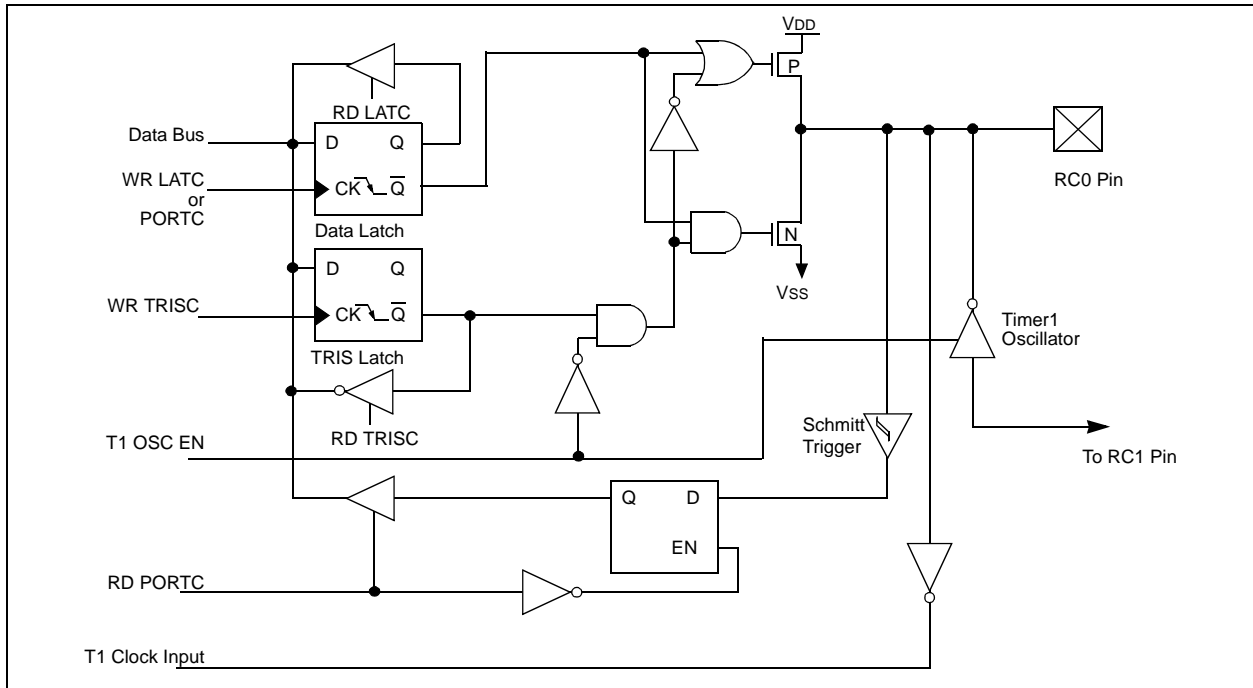 VDD
P
RD LATC
Data Bus
D Q
WR LATC
or
PORTC
CK Q
Data Latch
RC0 Pin
N
D Q
VSS
WR TRISC
CK Q
TRIS Latch
Timer1
Oscillator
RD TRISC
Schmitt
Trigger
T1 OSC EN
To RC1 Pin
Q D
EN
RD PORTC
T1 Clock Input